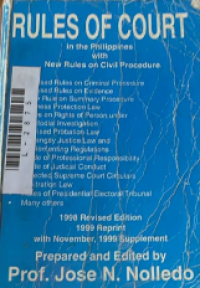 RULES OF COURT
in the Philippines
with
New Rules on Civil Procedure
Rules on Criminal Procedure
Rules on Evidence
Rule on Summary Procedure
Protection Law
on Rights of Person under
Investigation
Probation Law
Justice Law and
Regulations
of Professional Responsibility
of Judicial Conduct
Supreme Court Circulars
Law
of Presidential Electoral Tribunal
• Many others
1998 Revised Edition
1999 Reprint
with November, 1999 Supplement
Prepared and Edited by
Prof. Jose N. Nolledo